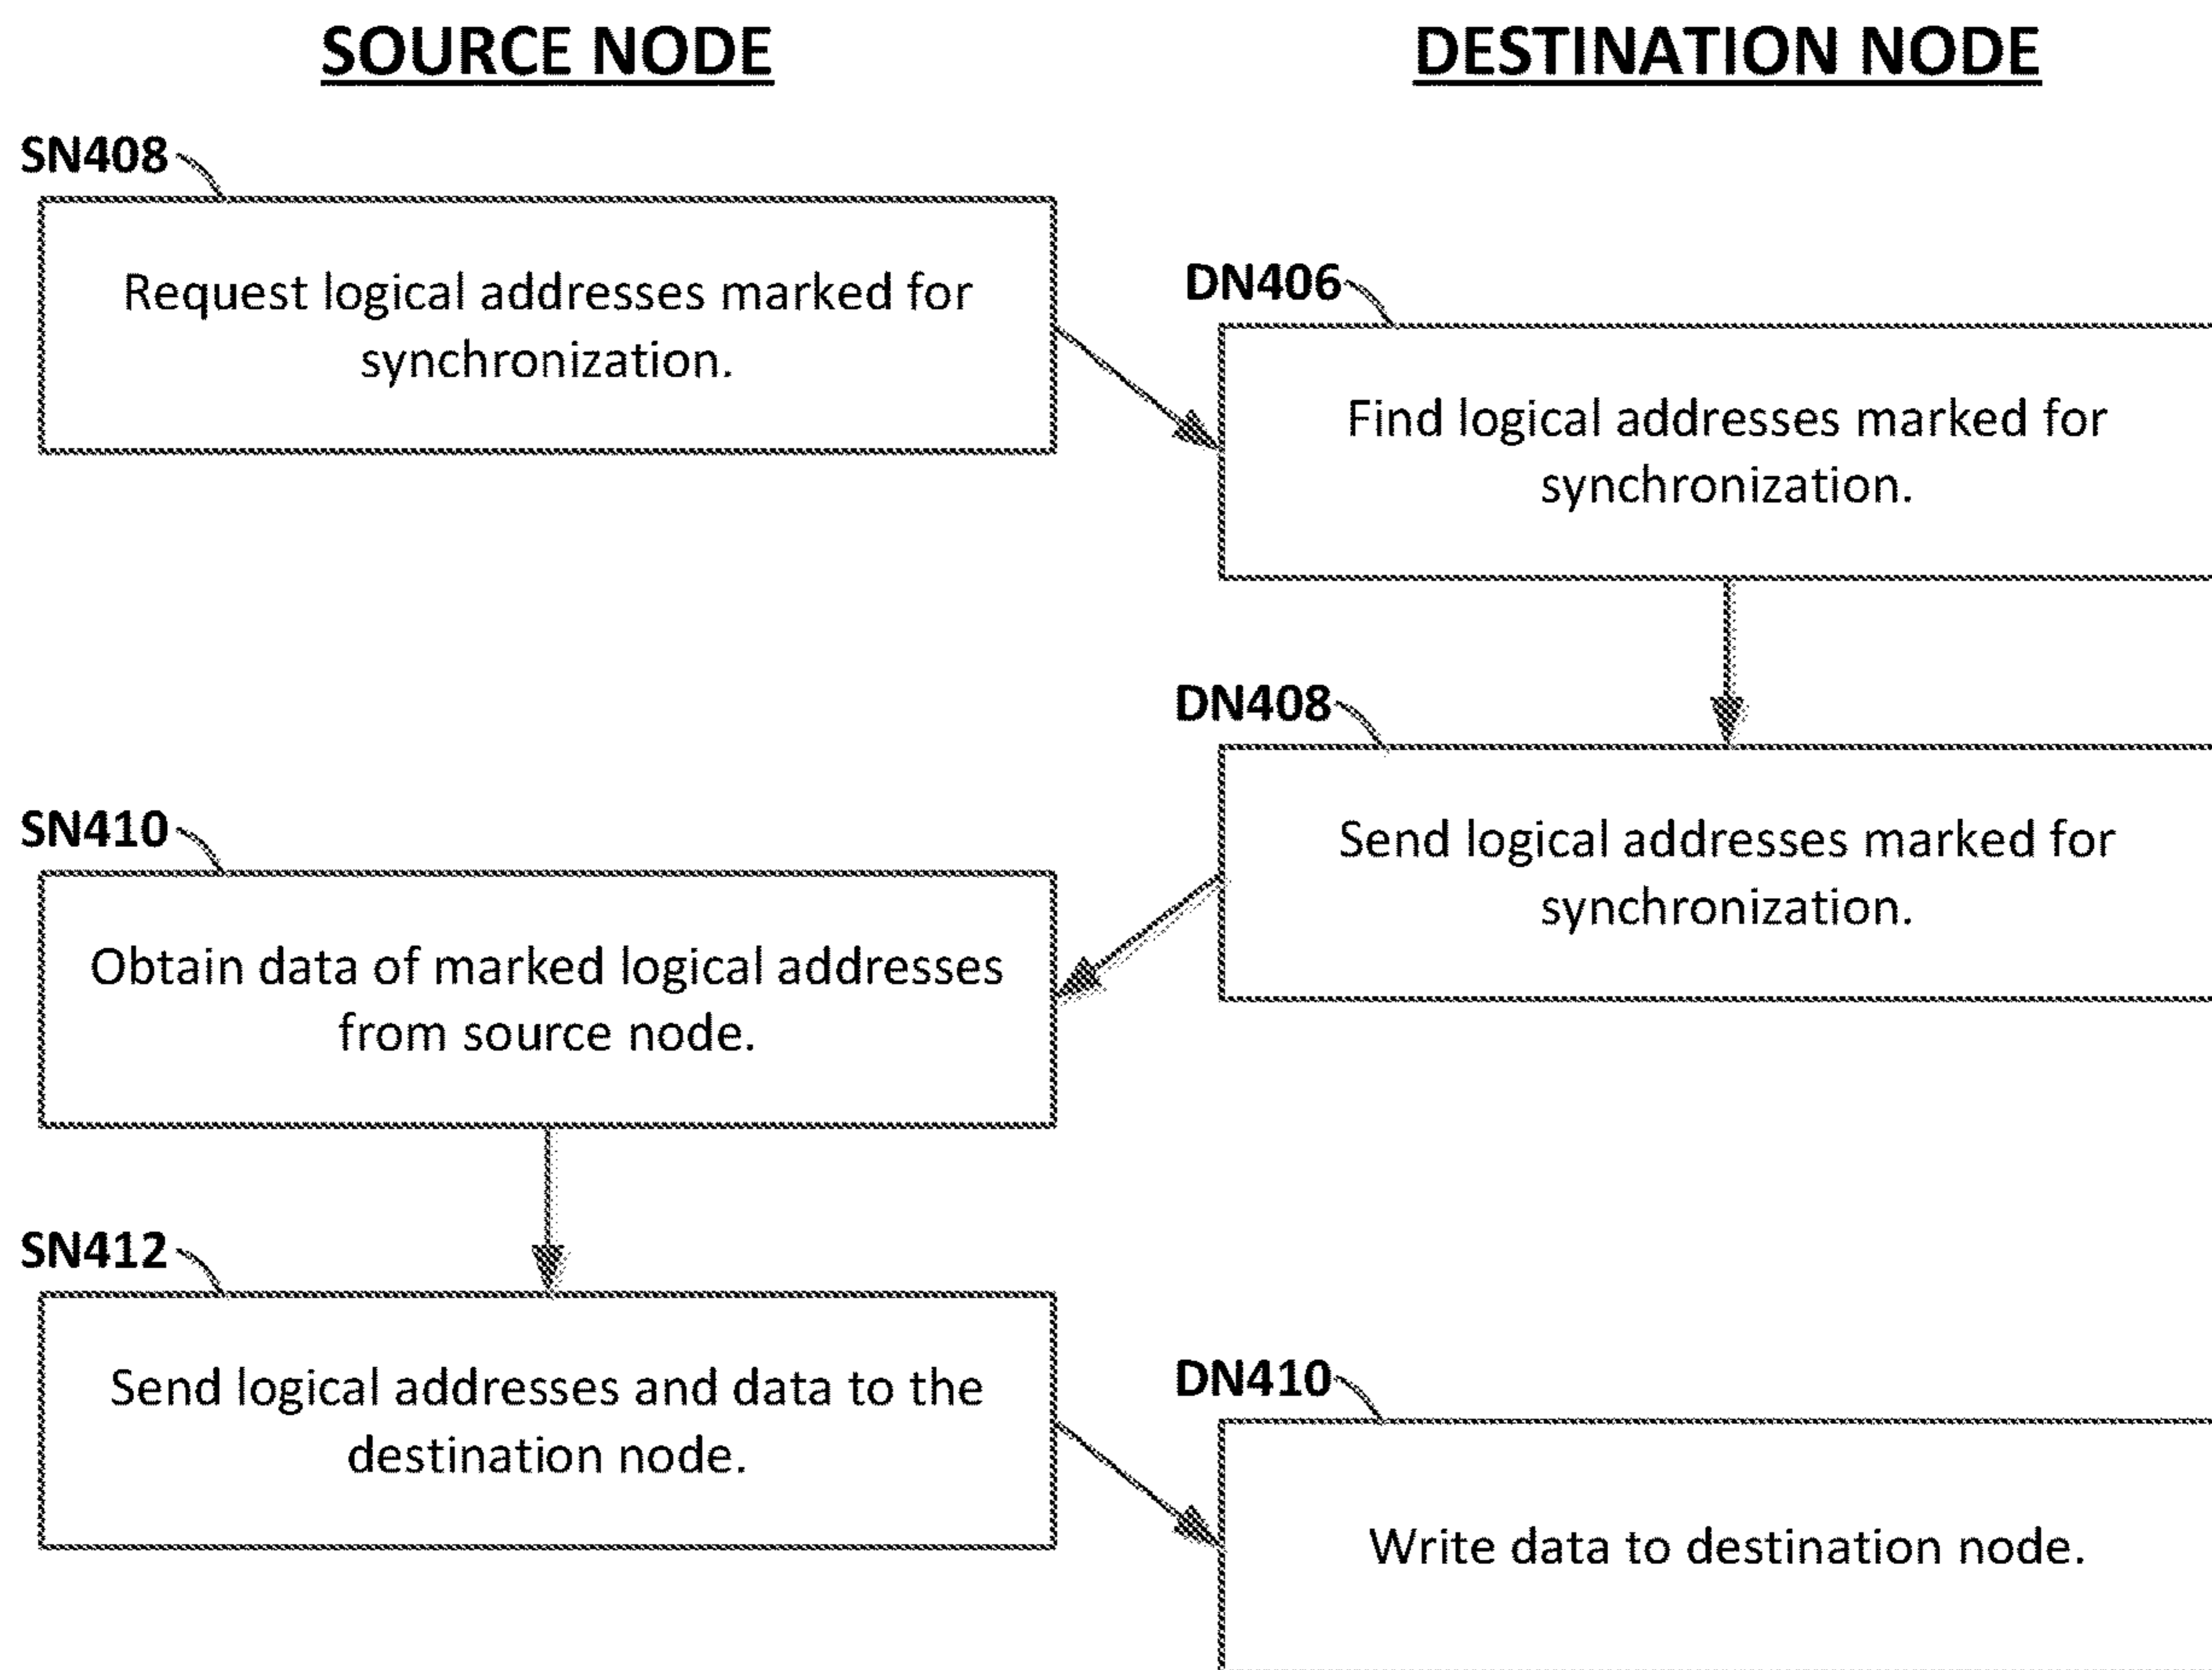 SOURCE NODE
DESTINATION NODE
SN408
Request logical addresses marked for
synchronization.
DN406
Find logical addresses marked for
synchronization.
DN408
Send logical addresses marked for
synchronization.
SN410
Obtain data of marked logical addresses
from source node.
SN412
Send logical addresses and data to the
destination node.
DN410
Write data to destination node.